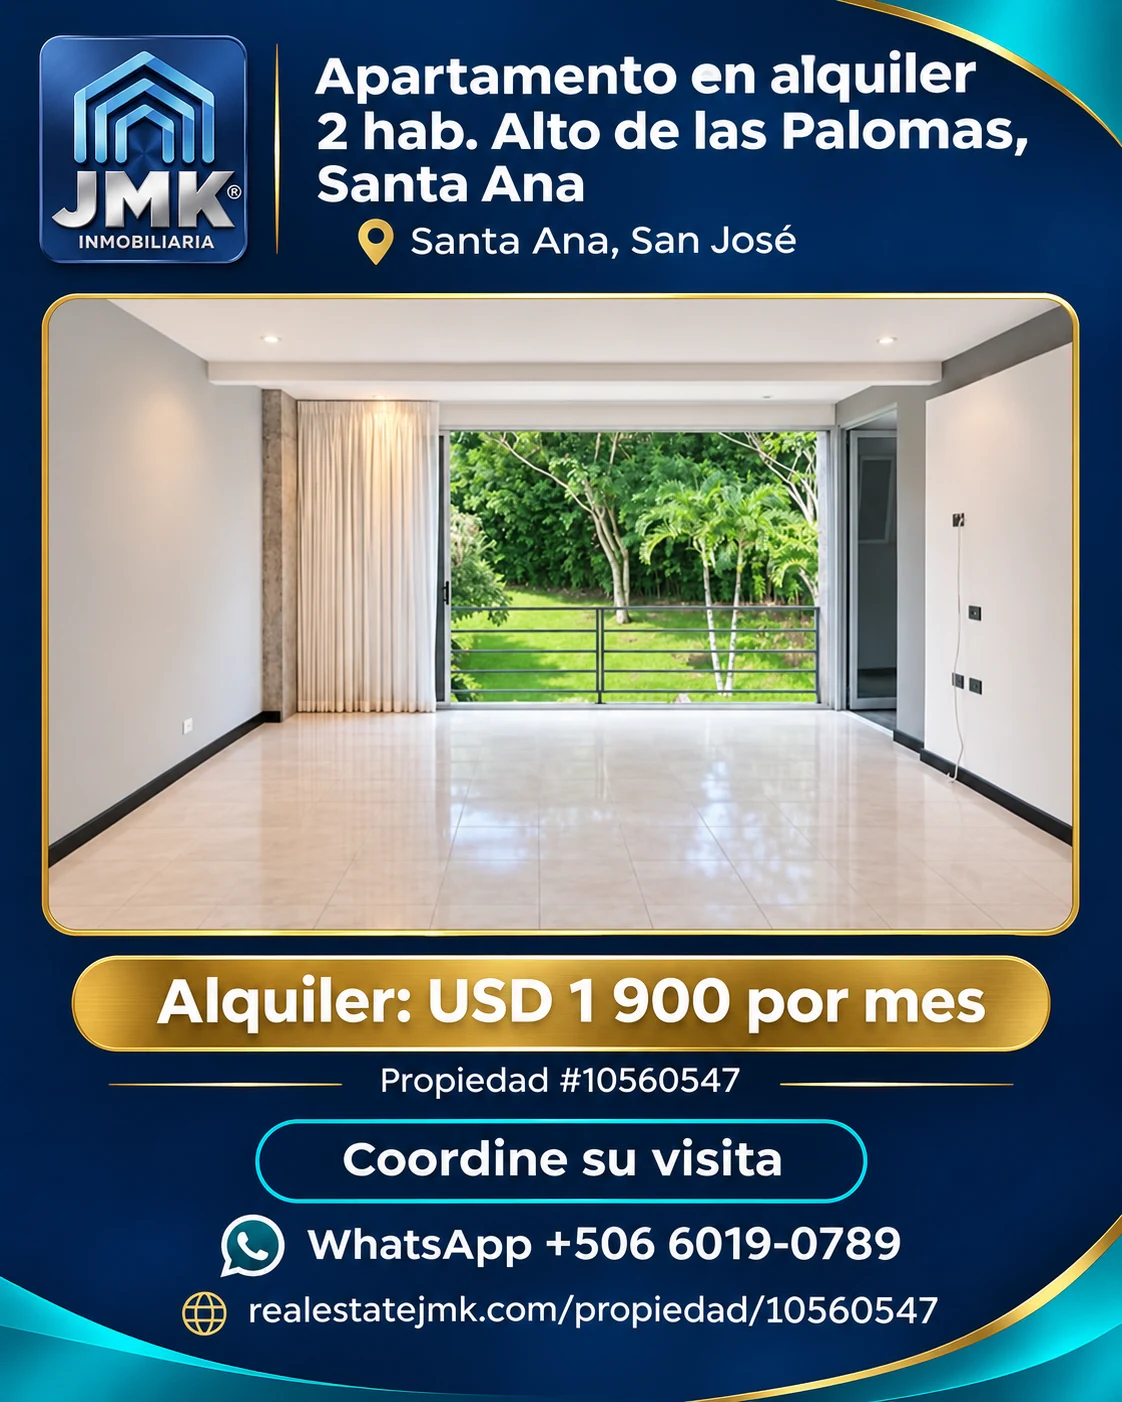 JMK®
INMOBILIARIA
Apartamento en alquiler
2 hab. Alto de las Palomas,
Santa Ana
Santa Ana, San José
Alquiler: USD 1 900 por mes
Propiedad #10560547
Coordine su visita
WhatsApp +506 6019-0789
realestatejmk.com/propiedad/10560547